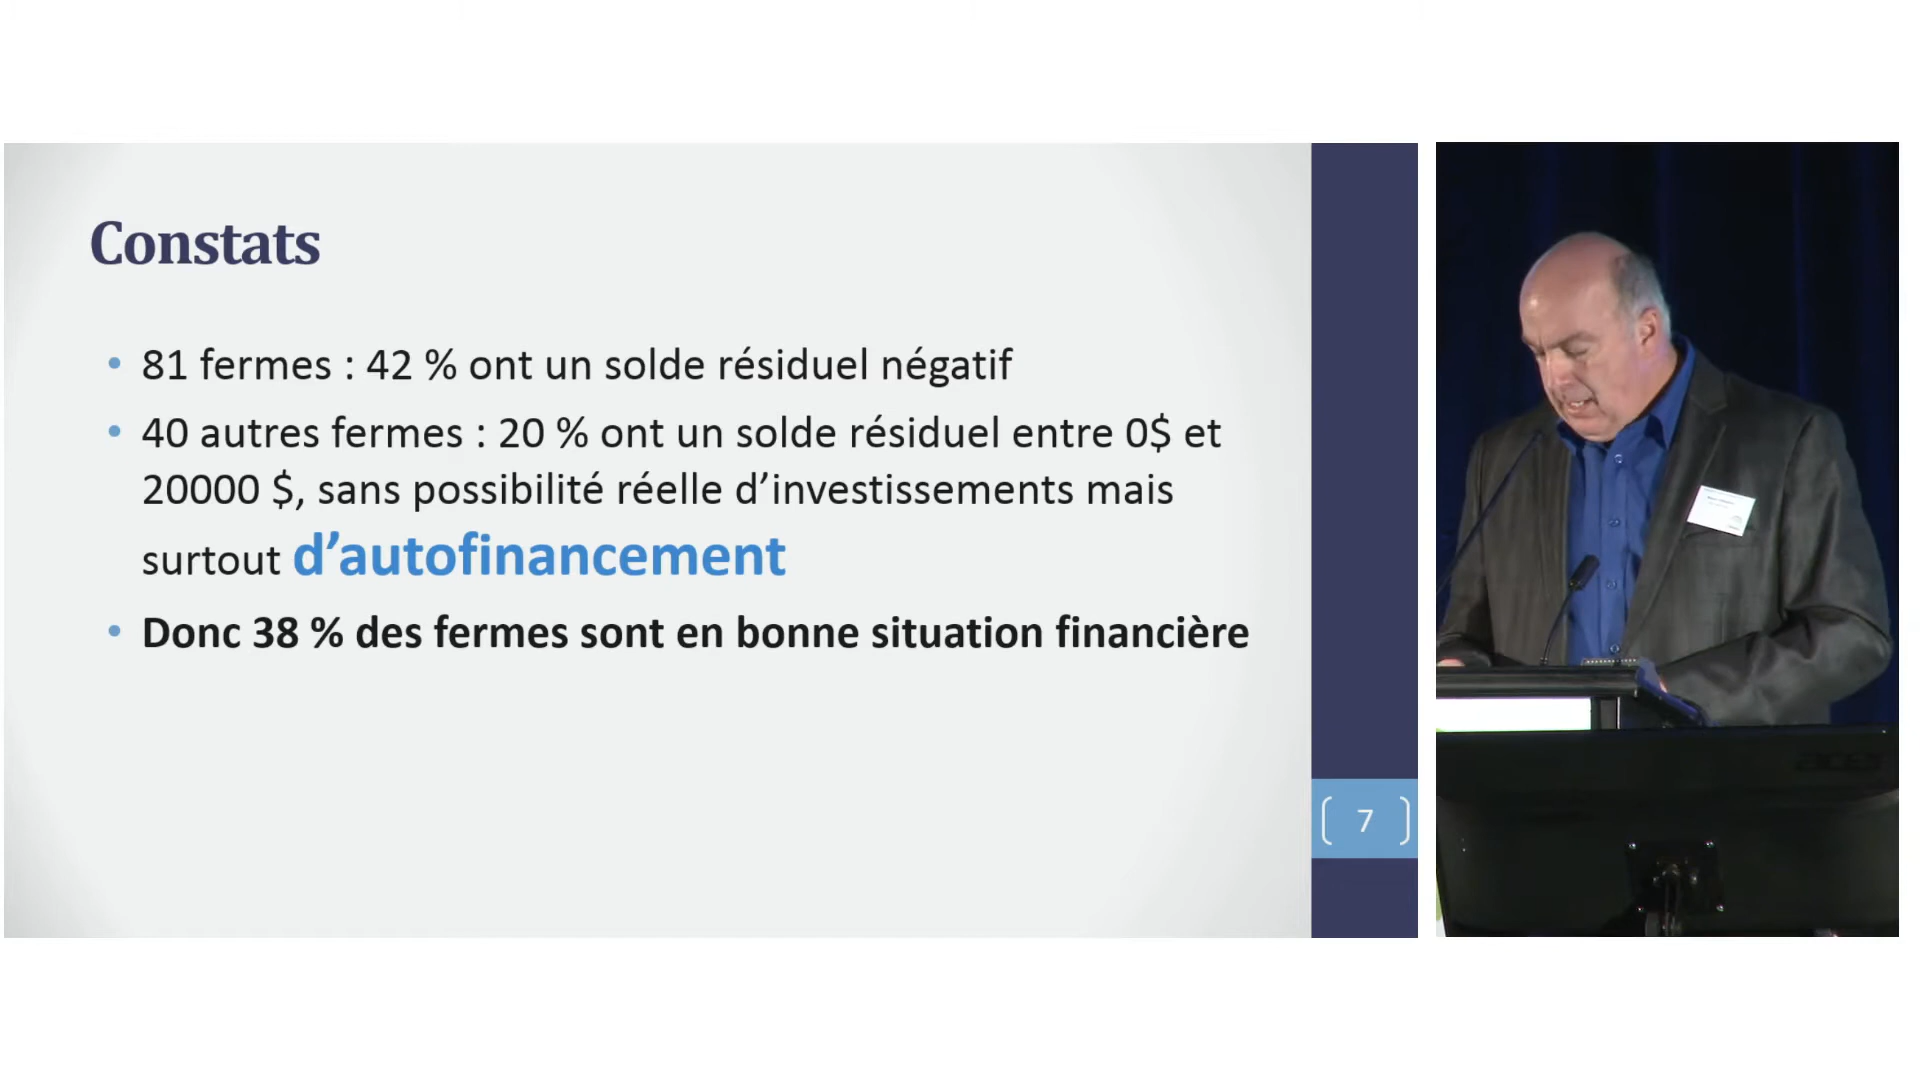 Constats
• 81 fermes : 42 % ont un solde résiduel négatif
• 40 autres fermes : 20 % ont un solde résiduel entre 0$ et
20000 $, sans possibilité réelle d’investissements mais
surtout d’autofinancement
• Donc 38 % des fermes sont en bonne situation financière
7
acer